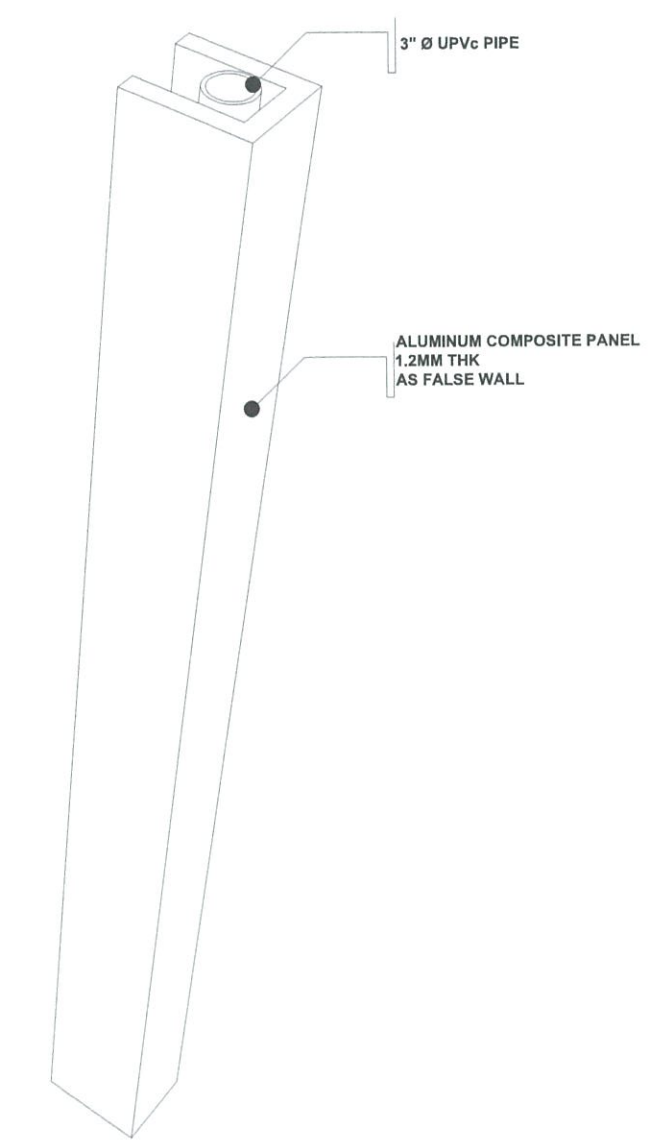 3" Ø UPVc PIPE
ALUMINUM COMPOSITE PANEL
1.2MM THK
AS FALSE WALL